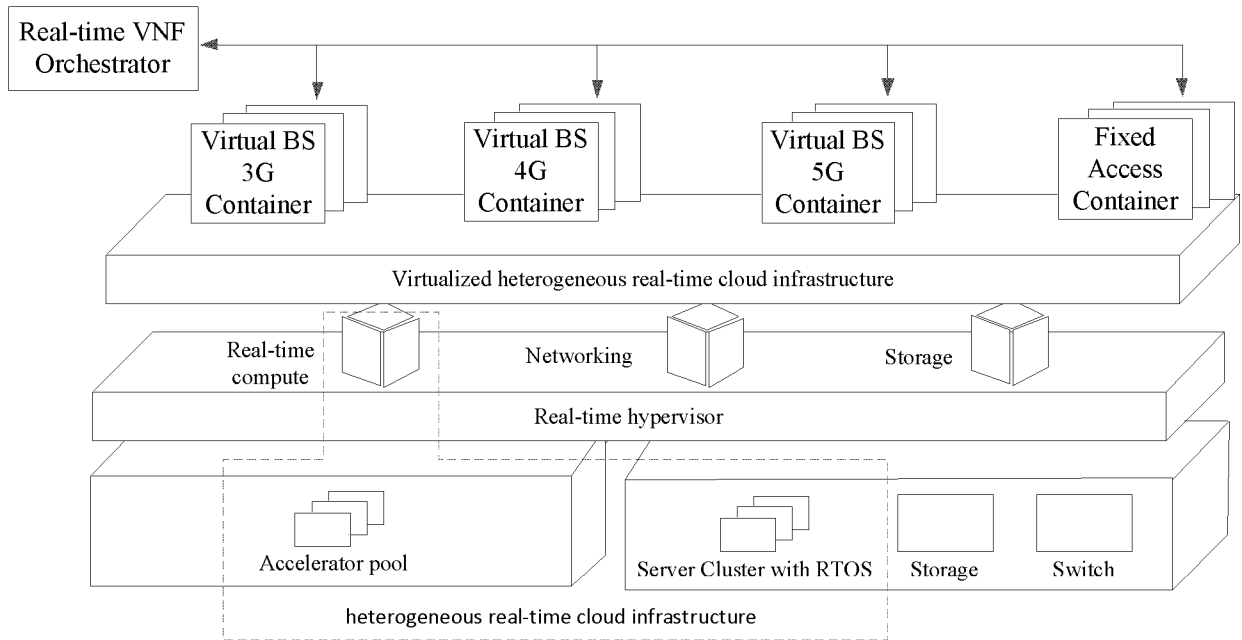 Real-time VNF
Orchestrator
Virtual BS
3G
Container
Virtual BS
4G
Container
Virtual BS
5G
Container
Fixed
Access
Container
Virtualized heterogeneous real-time cloud infrastructure
Real-time
compute
Networking
Storage
Real-time hypervisor
Accelerator pool
Server Cluster with RTOS
Storage
Switch
heterogeneous real-time cloud infrastructure